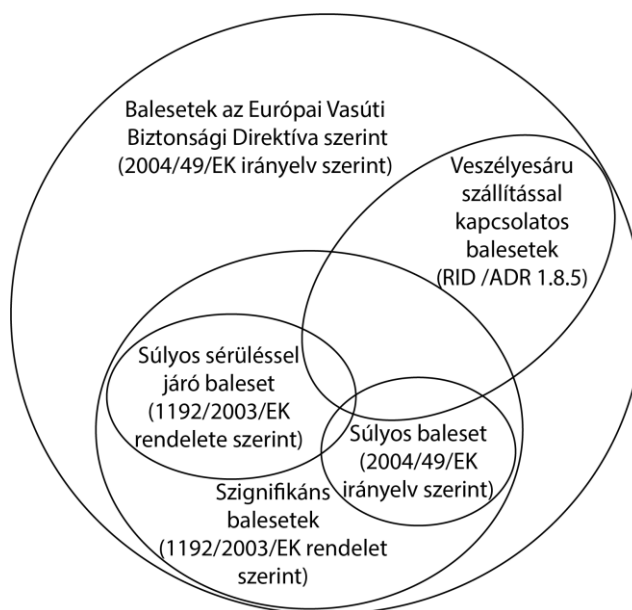 Balesetek az Európai Vasúti
Biztonsági Direktíva szerint
(2004/49/EK irányelv szerint)
Veszélyesáru
szállítással
kapcsolatos
balesetek
(RID /ADR 1.8.5)
Súlyos sérüléssel
járó baleset
(1192/2003/EK
rendelete szerint)
Súlyos baleset
(2004/49/EK
irányelv szerint)
Szignifikáns
balesetek
(1192/2003/EK rendelet
szerint)